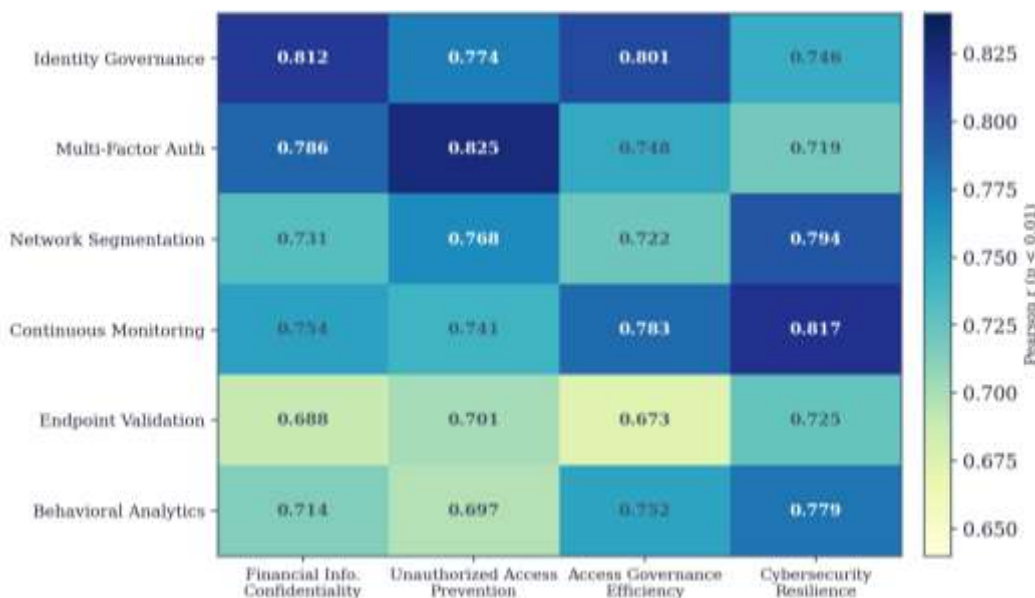 Identity Governance 0.812 0.774 0.801 0.746
Multi-Factor Auth 0.786 0.825 0.748 0.719
Network Segmentation 0.731 0.768 0.722 0.794
Continuous Monitoring 0.754 0.741 0.783 0.817
Endpoint Validation 0.688 0.701 0.673 0.725
Behavioral Analytics 0.714 0.697 0.752 0.779
Financial Info. Unauthorized Access Access Governance Cybersecurity
Confidentiality Prevention Efficiency Resilience
0.825
0.800
0.775
0.750
0.725
0.700
0.675
0.650
Pearson r (p < 0.01)